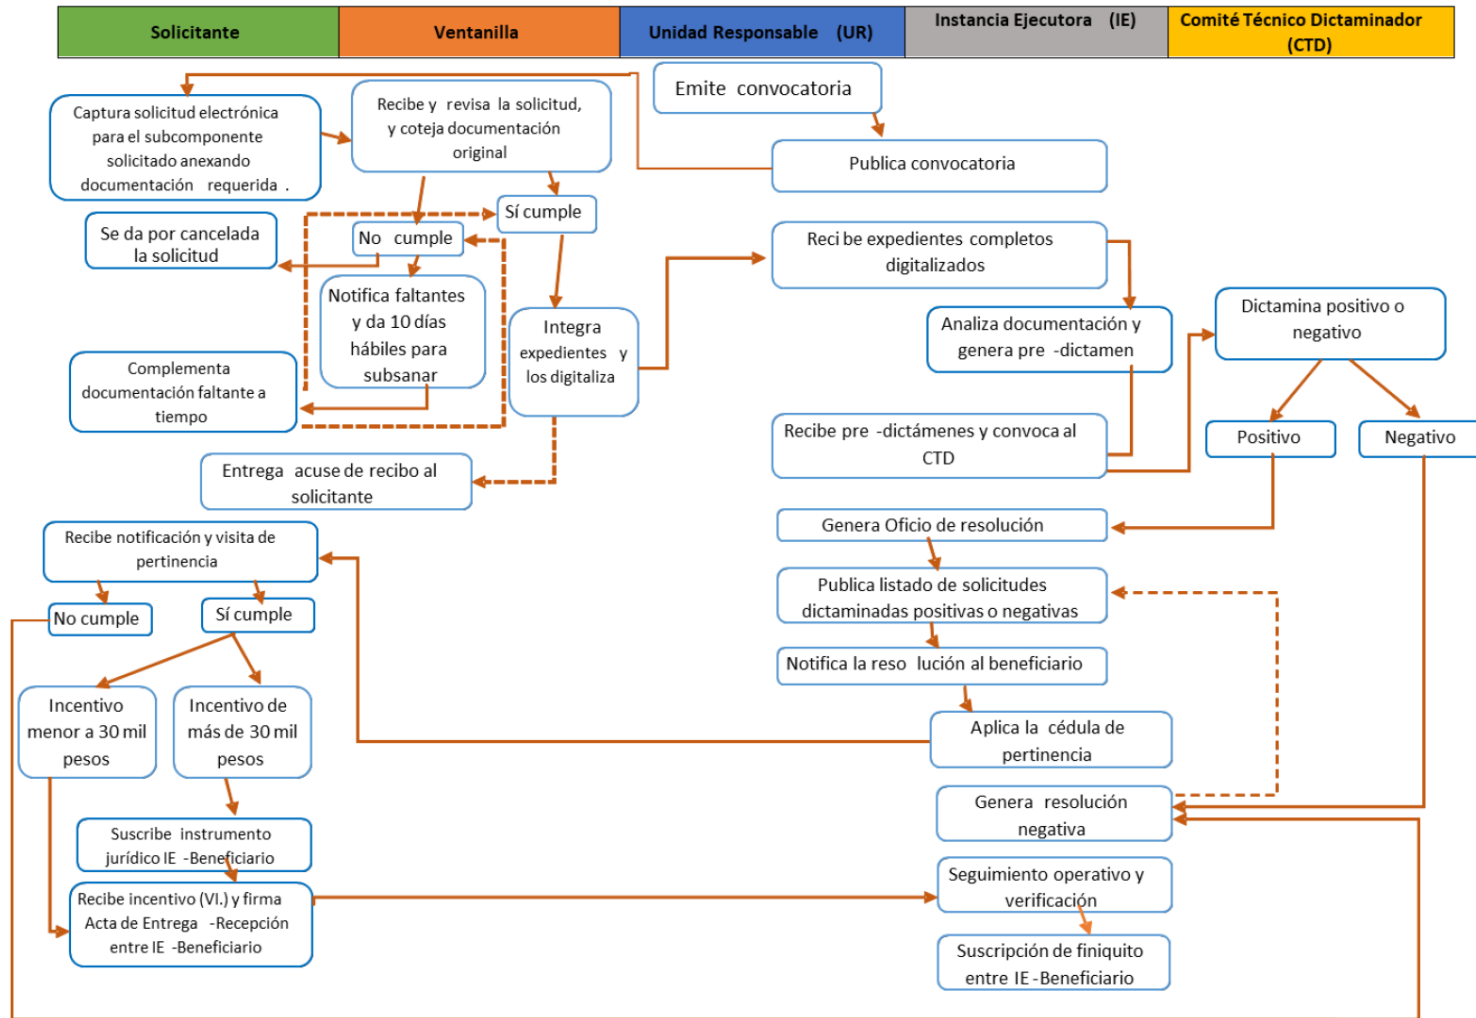 Solicitante
Ventanilla
Unidad Responsable (UR)
Instancia Ejecutora (IE)
Comité Técnico Dictaminador
(CTD)
Emite convocatoria
Publica convocatoria
Captura solicitud electrónica
para el subcomponente
solicitado anexando
documentación requerida .
Recibe y revisa la solicitud,
y coteja documentación
original
Sí cumple
No cumple
Se da por cancelada
la solicitud
Notifica faltantes
y da 10 días
hábiles para
subsanar
Complementa
documentación faltante a
tiempo
Integra
expedientes y
los digitaliza
Entrega acuse de recibo al
solicitante
Reci be expedientes completos
digitalizados
Analiza documentación y
genera pre -dictamen
Recibe pre -dictámenes y convoca al
CTD
Dictamina positivo o
negativo
Positivo
Negativo
Genera Oficio de resolución
Publica listado de solicitudes
dictaminadas positivas o negativas
Notifica la reso lución al beneficiario
Aplica la cédula de
pertinencia
Genera resolución
negativa
Recibe notificación y visita de
pertinencia
No cumple
Sí cumple
Incentivo
menor a 30 mil
pesos
Incentivo de
más de 30 mil
pesos
Suscribe instrumento
jurídico IE -Beneficiario
Recibe incentivo (VI.) y firma
Acta de Entrega -Recepción
entre IE -Beneficiario
Seguimiento operativo y
verificación
Suscripción de finiquito
entre IE -Beneficiario